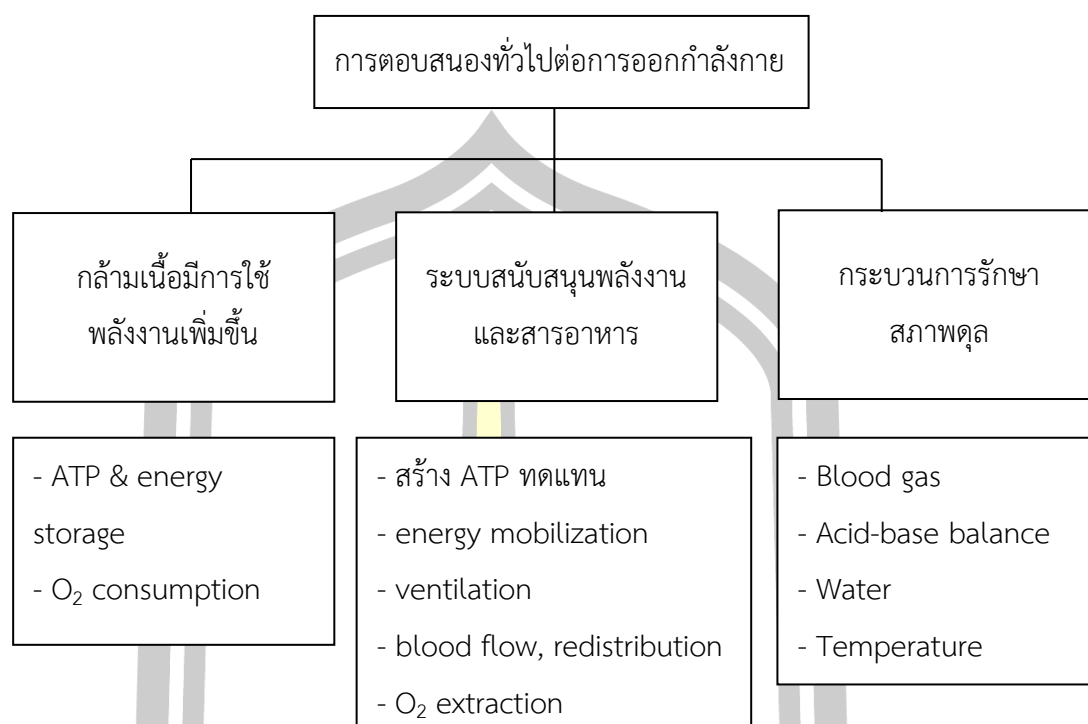 การตอบสนองทั่วไปต่อการออกกำลังกาย
กล้ามเนื้อมีการใช้
พลังงานเพิ่มขึ้น
ระบบสนับสนุนพลังงาน
และสารอาหาร
กระบวนการรักษา
สภาพดุล
- ATP & energy
storage
- O₂ consumption
- สร้าง ATP ทดแทน
- energy mobilization
- ventilation
- blood flow, redistribution
- O₂ extraction
- Blood gas
- Acid-base balance
- Water
- Temperature